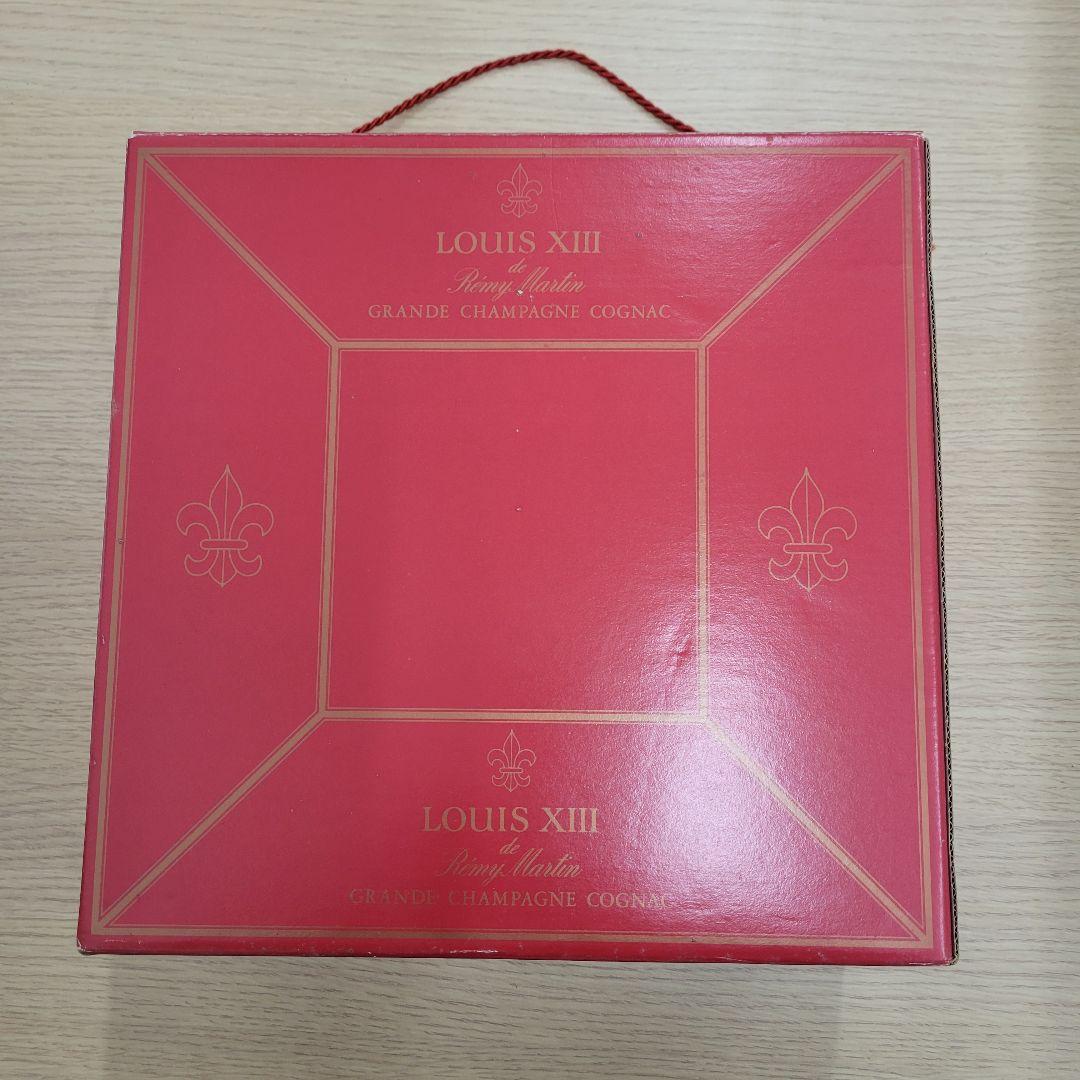 LOUIS XIII
de
Rémy Martin
GRANDE CHAMPAGNE COGNAC
LOUIS XIII
de
Rémy Martin
GRANDE CHAMPAGNE COGNAC